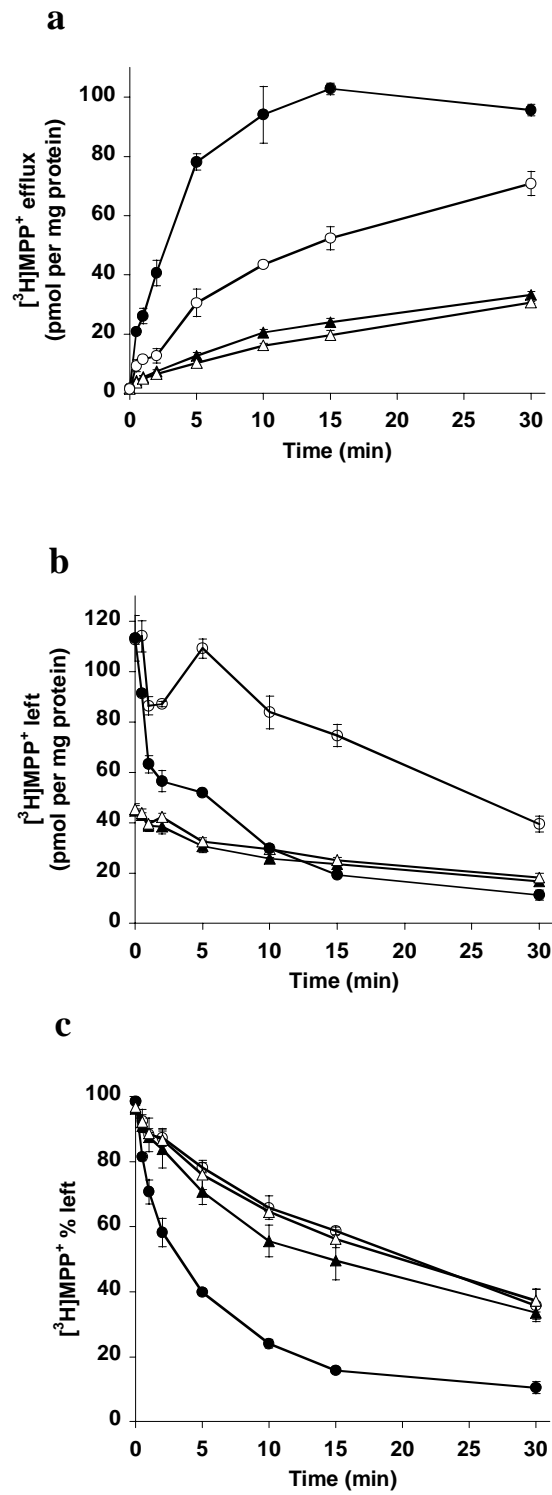 a
[³H]MPP⁺ efflux
(pmol per mg protein)
100
80
60
40
20
0
0 5 10 15 20 25 30
Time (min)
b
[³H]MPP⁺ left
(pmol per mg protein)
120
100
80
60
40
20
0
0 5 10 15 20 25 30
Time (min)
c
[³H]MPP⁺ % left
100
80
60
40
20
0
0 5 10 15 20 25 30
Time (min)